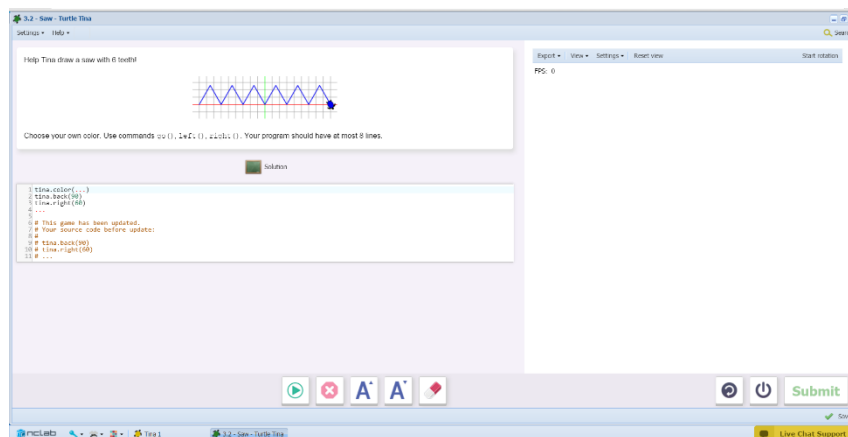 3.2 - Saw - Turtle Tina
Settings Help
Help Tina draw a saw with 6 teeth!
Choose your own color. Use commands go(), left(), right(). Your program should have at most 8 lines.
Solution
1 tina.color(...)
2 tina.back(90)
3 tina.right(60)
4 ...
5
6 # This game has been updated.
7 # Your source code before update:
8 #
9 # tina.back(90)
10 # tina.right(60)
11 # ...
Sear
Export View Settings Reset view Start rotation
FPS: 0
A A
Submit
Sav
nclab Tina 1 3.2 - Saw - Turtle Tina Live Chat Support